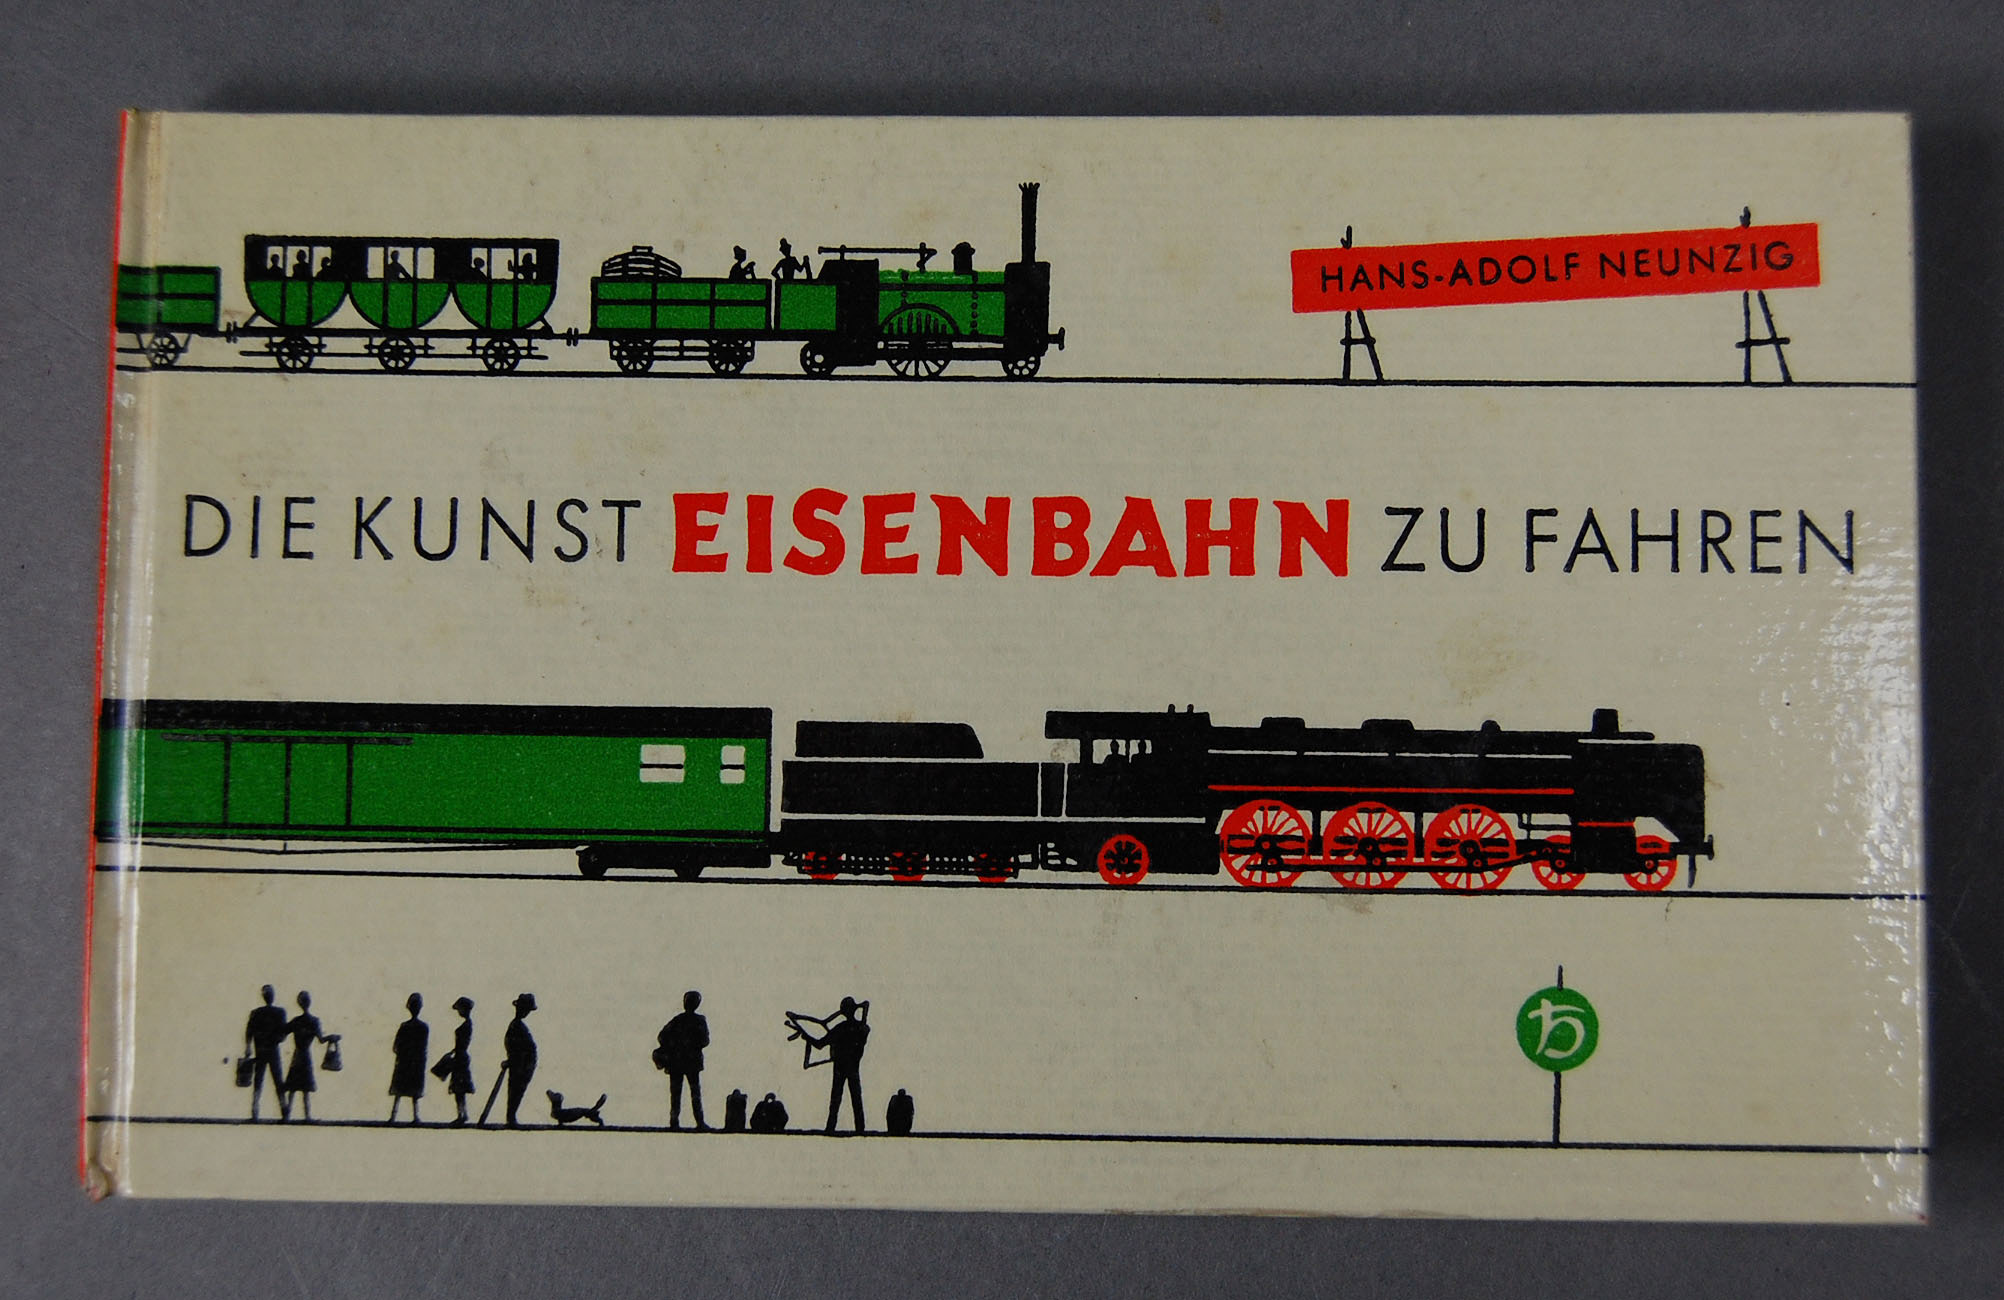 HANS-ADOLF NEUNZIG
DIE KUNST EISENBAHN ZU FAHREN